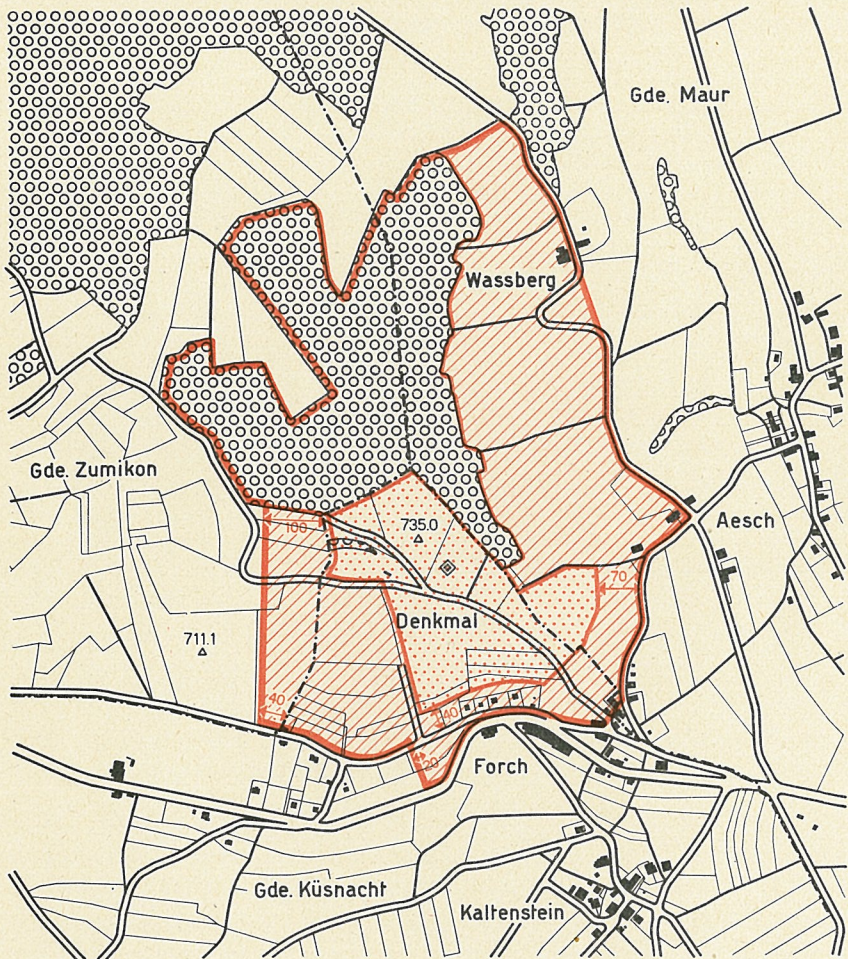 Gde. Maur
Wassberg
Gde. Zumikon
100
735.0
Aesch
70
Denkmal
711.1
40
40
20
Forch
Gde. Küsnacht
Kaltenstein